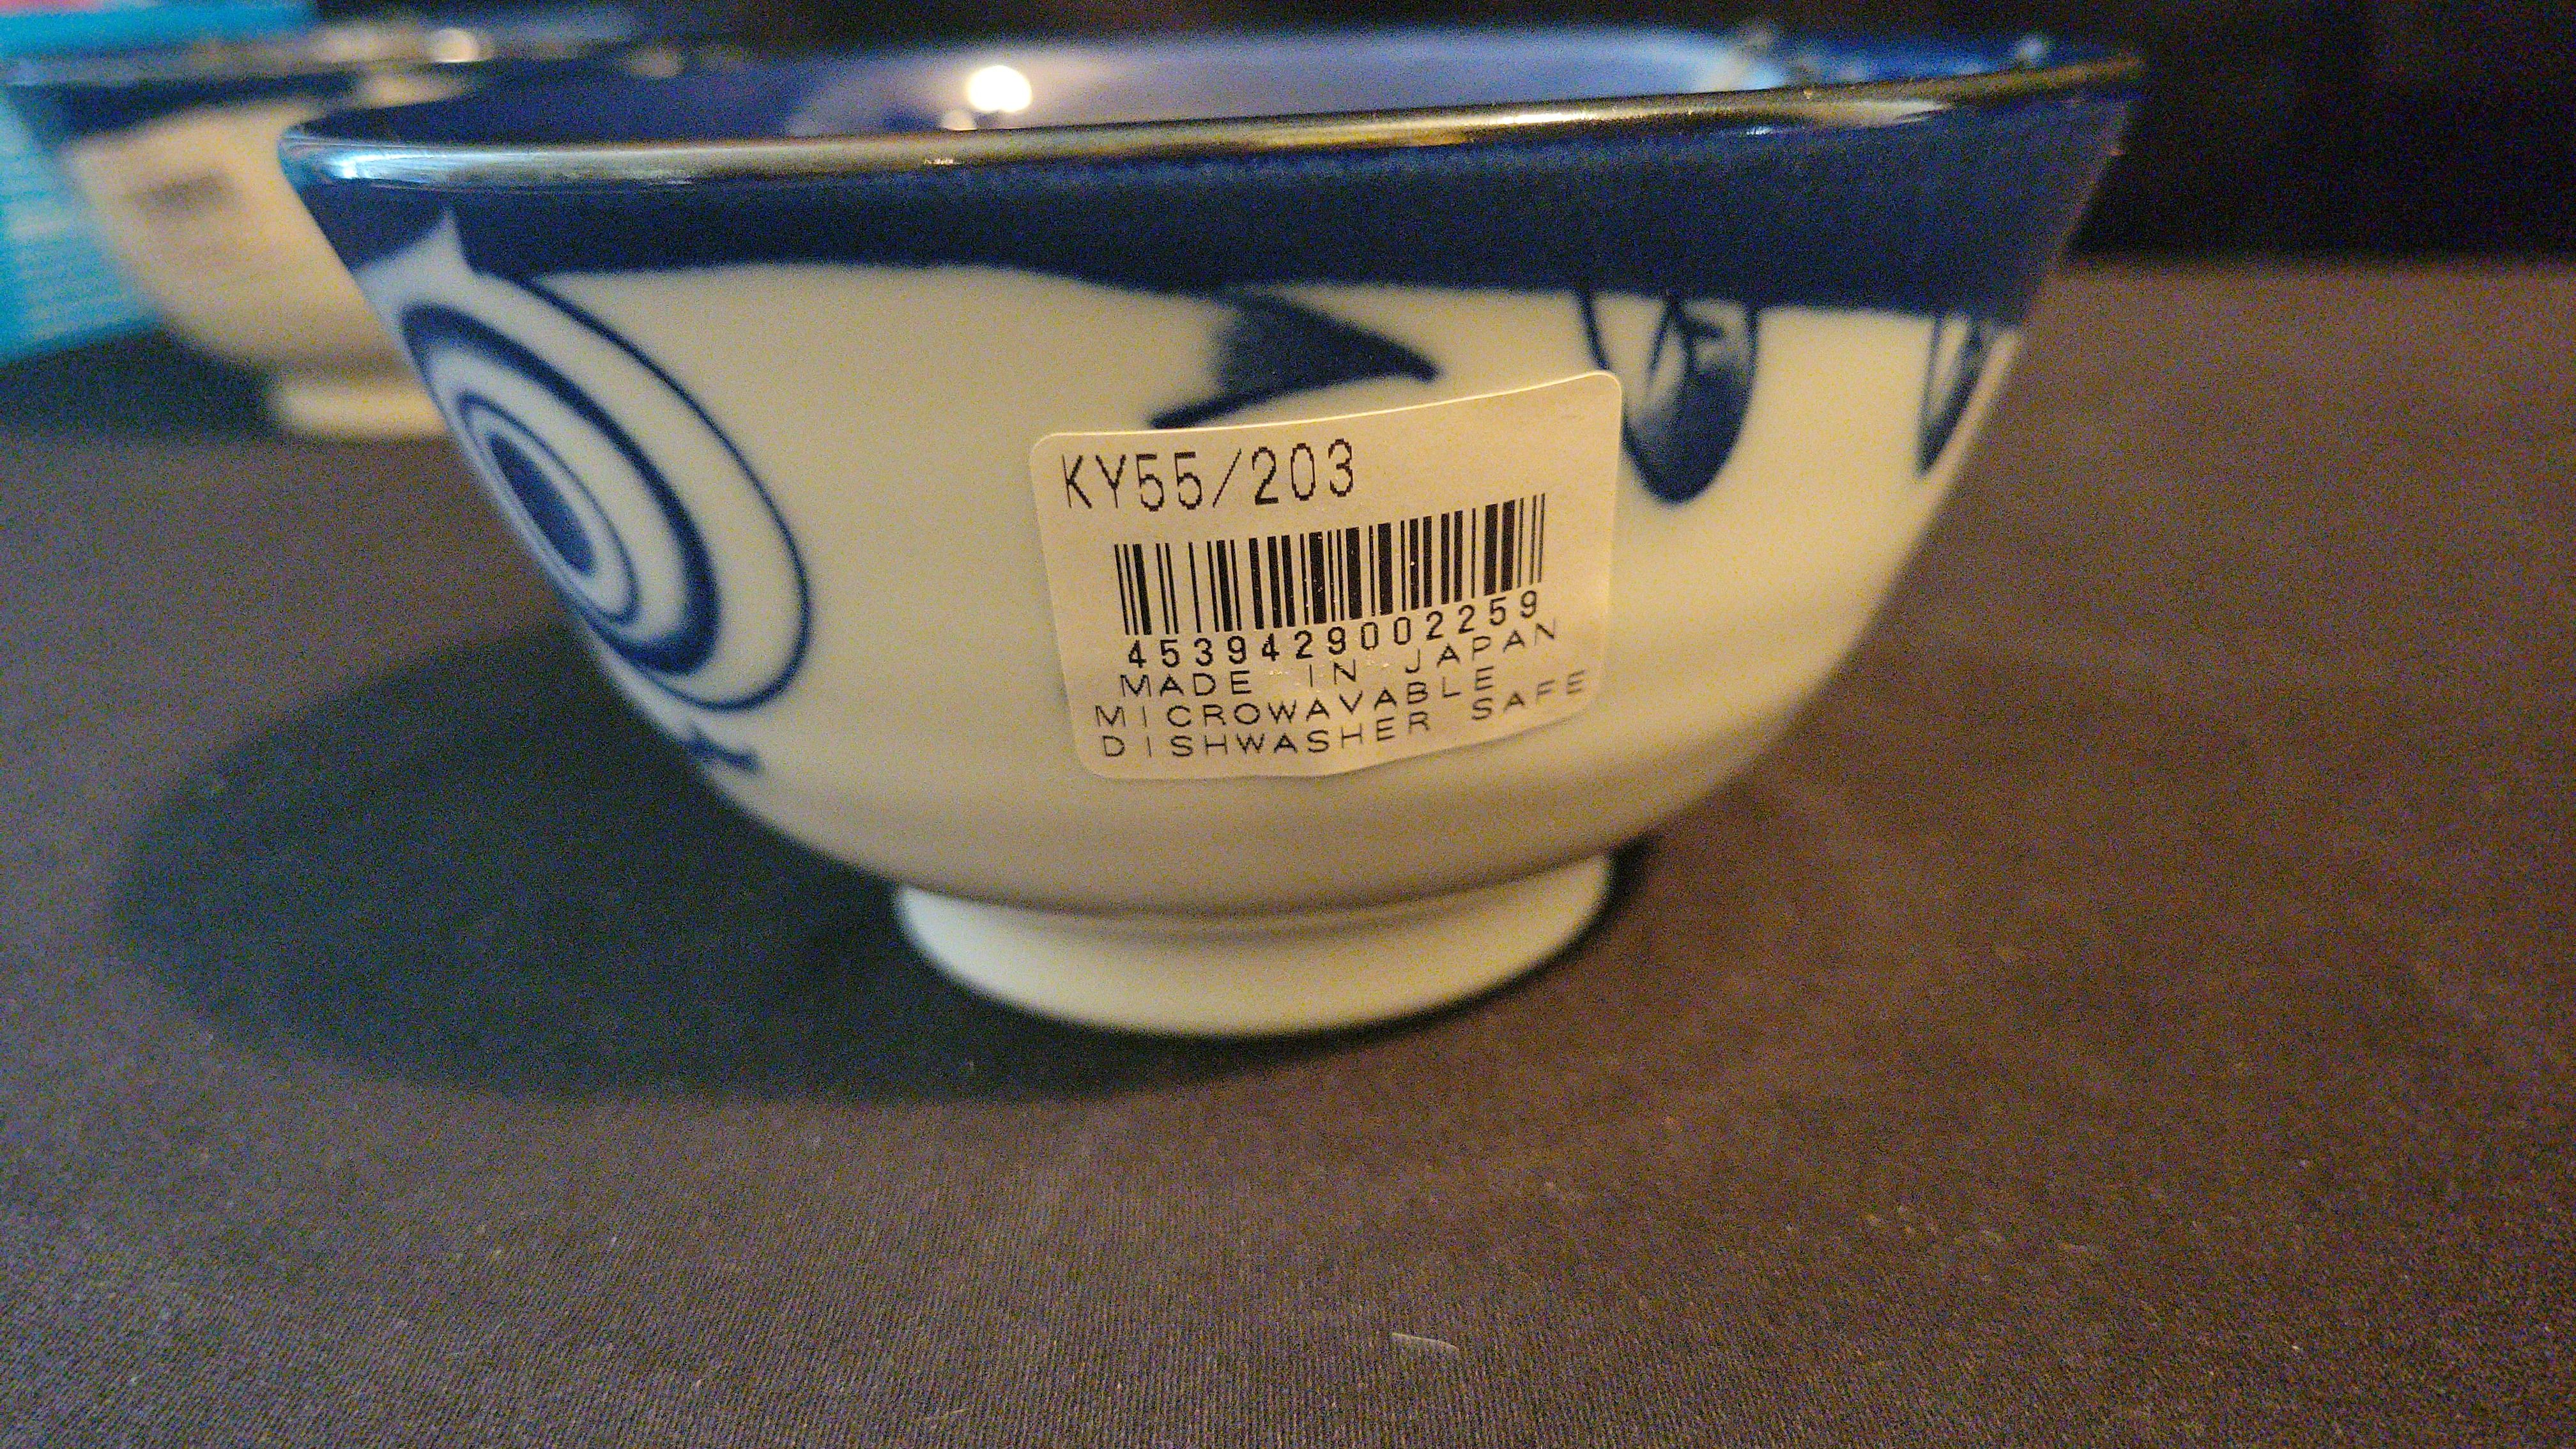 KY55/203
4539429002259
MADE IN JAPAN
MICROWAVABLE
DISHWASHER SAFE